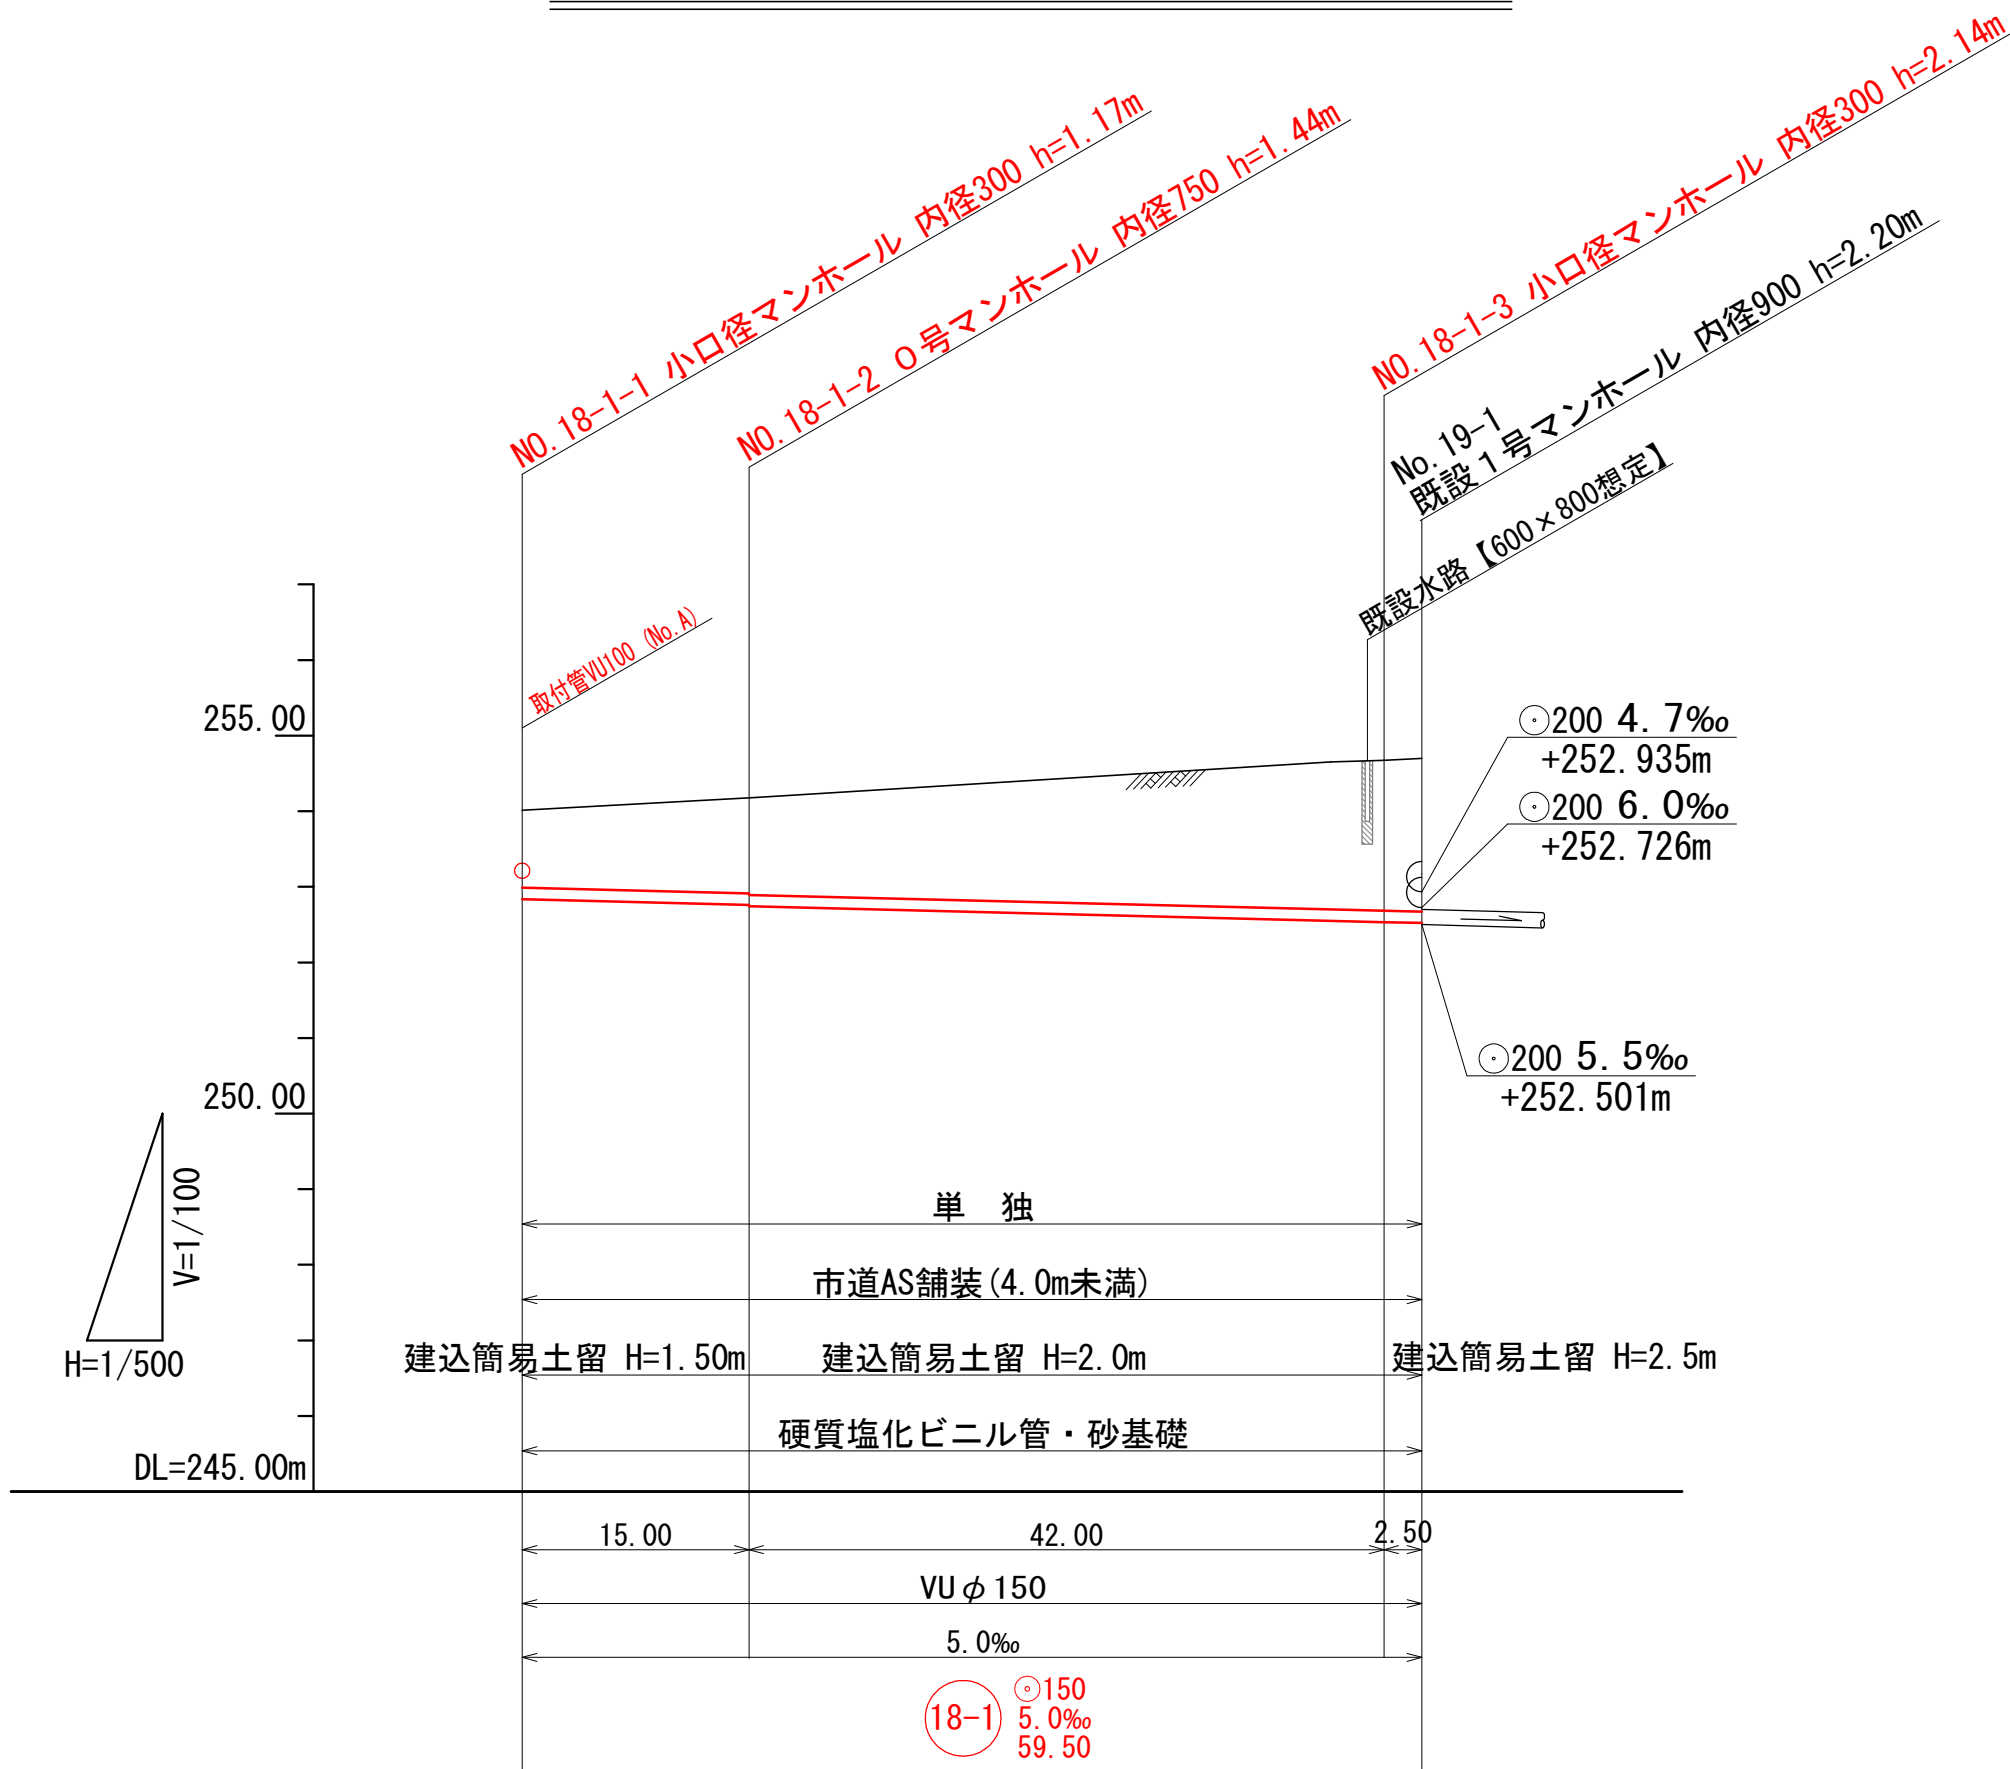 NO.18-1-1 小口径マンホール 内径300 h=1.17m
NO.18-1-2 0号マンホール 内径750 h=1.44m
NO.18-1-3 小口径マンホール 内径300 h=2.14m
No.19-1
既設1号マンホール 内径900 h=2.20m
既設水路【600×800想定】
取付管VU100 (No.A)
255.00
200 4.7‰
+252.935m
200 6.0‰
+252.726m
200 5.5‰
+252.501m
250.00
V=1/100
H=1/500
単 独
市道AS舗装(4.0m未満)
建込簡易土留 H=1.50m
建込簡易土留 H=2.0m
建込簡易土留 H=2.5m
硬質塩化ビニル管・砂基礎
DL=245.00m
15.00
42.00
2.50
VUφ150
5.0‰
18-1
150
5.0‰
59.50